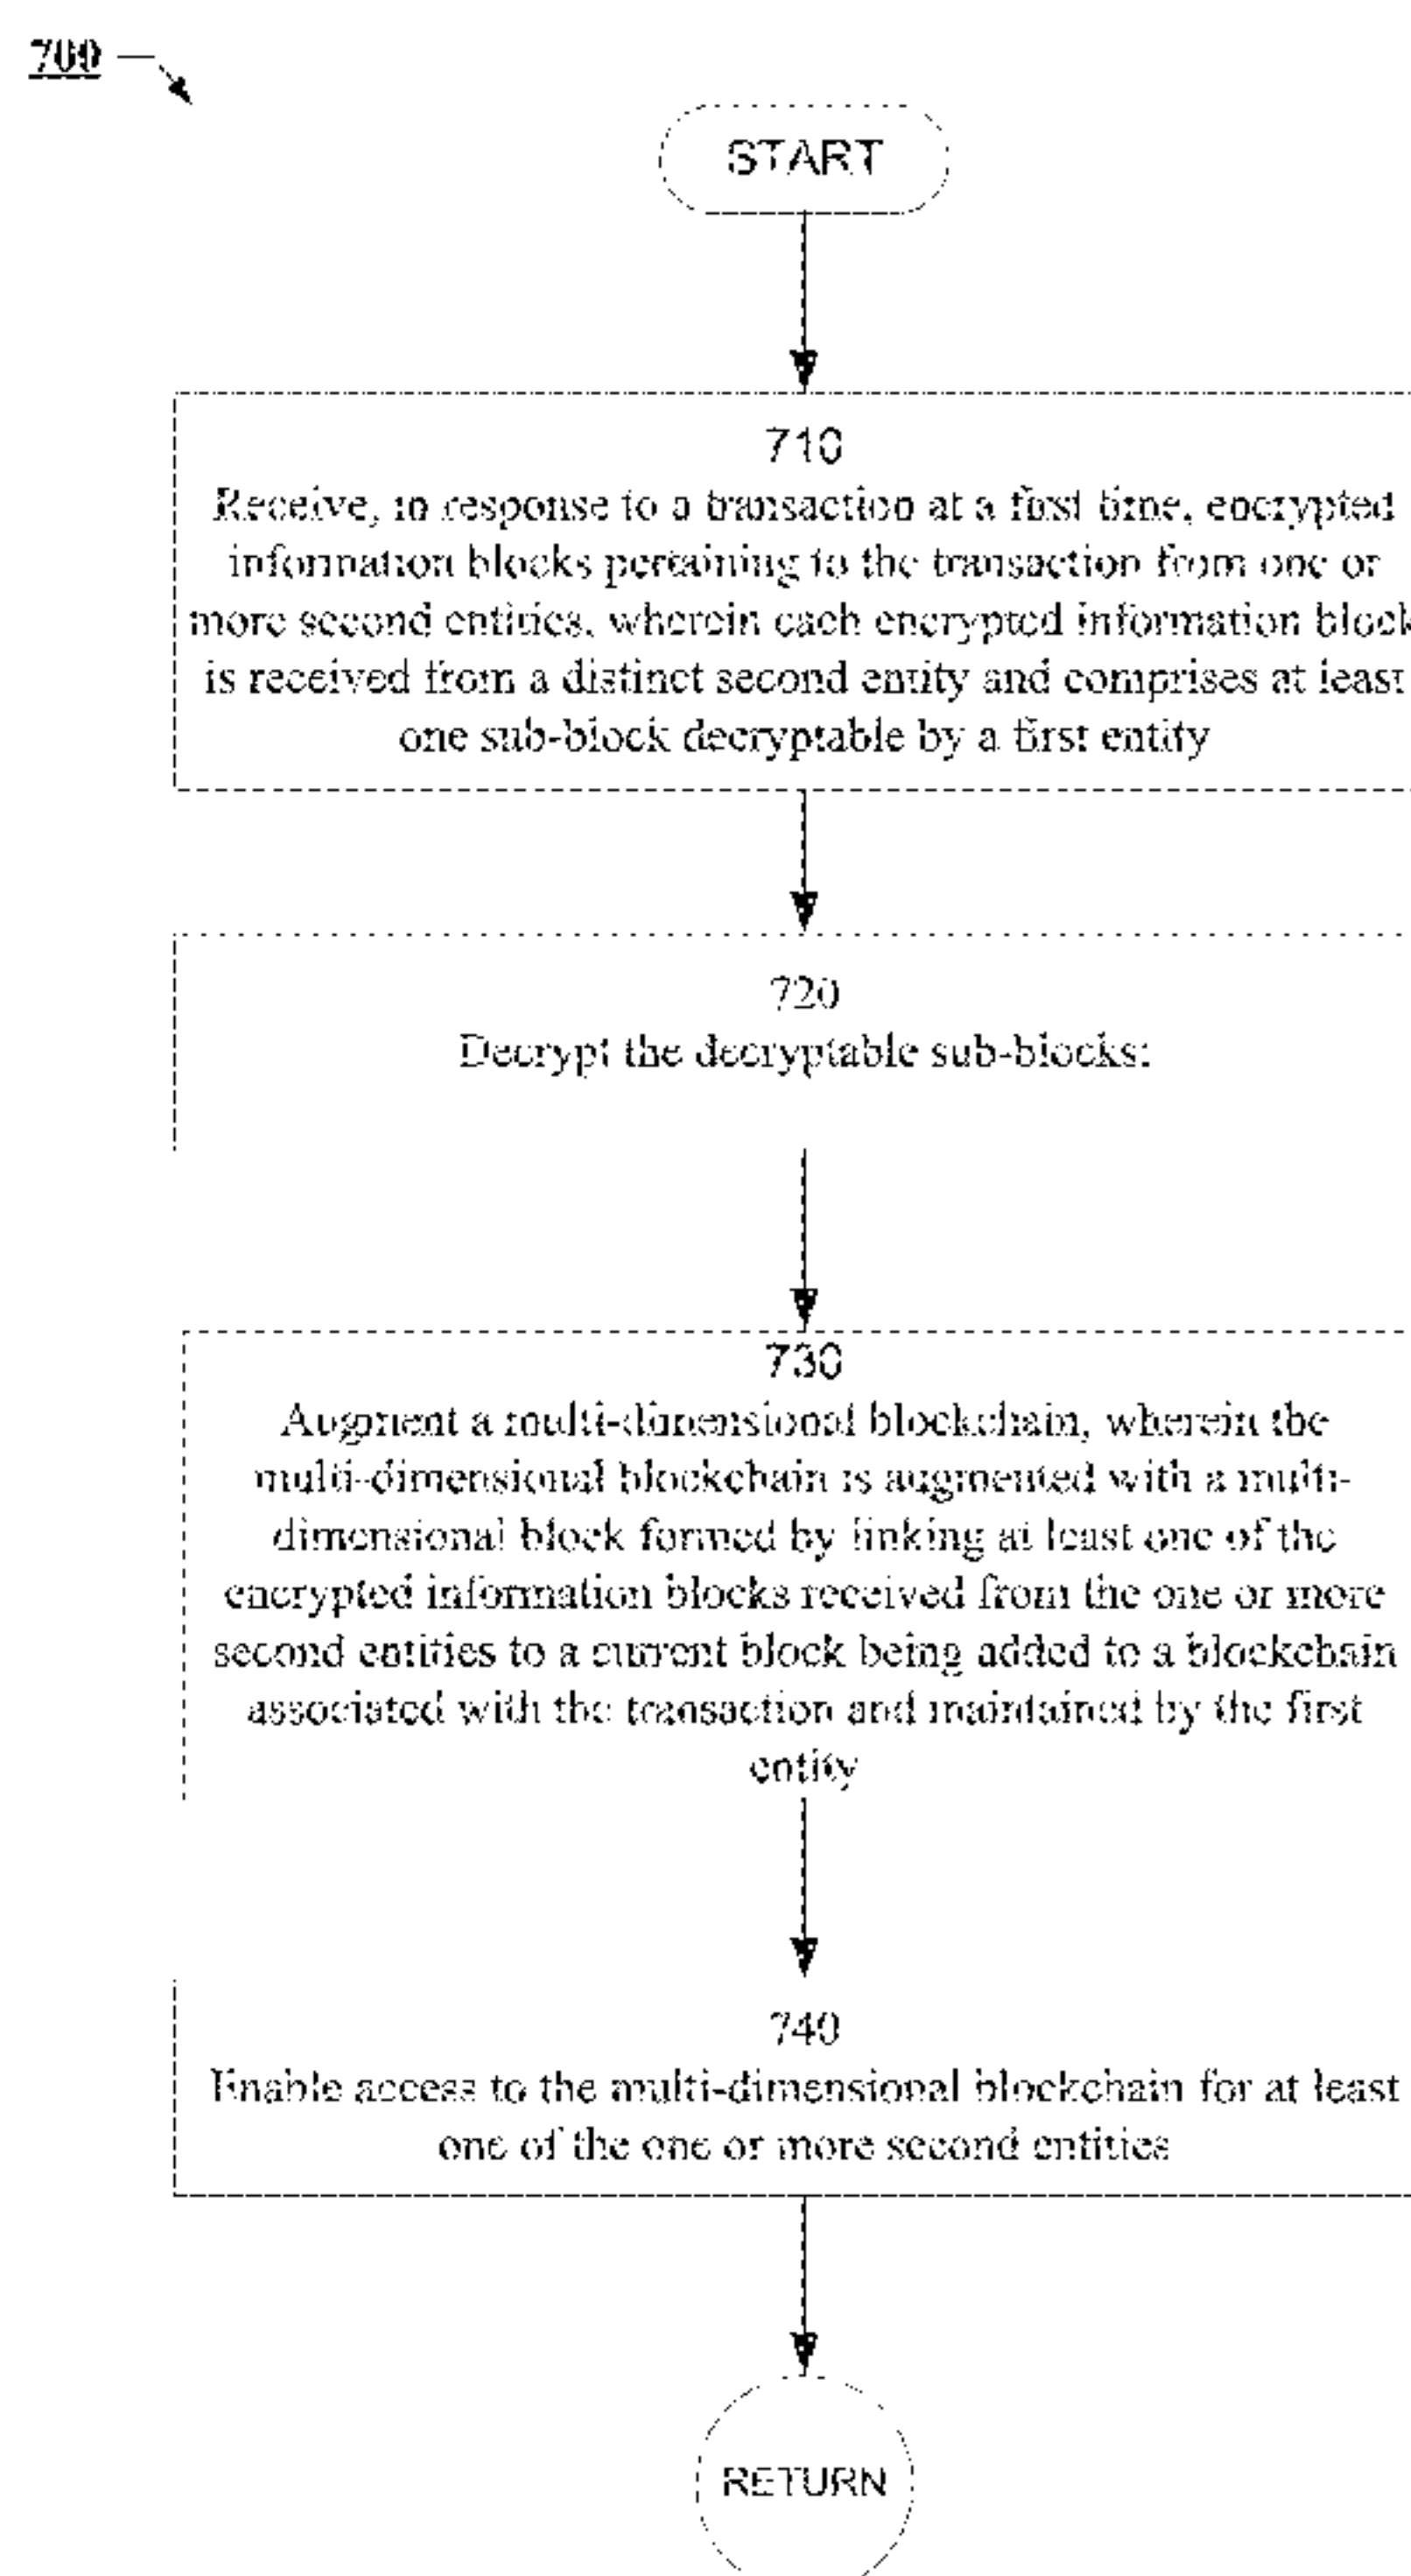 700
START
710
Receive, in response to a transaction at a first time, encrypted
information blocks pertaining to the transaction from one or
more second entities, wherein each encrypted information block
is received from a distinct second entity and comprises at least
one sub-block decryptable by a first entity
720
Decrypt the decryptable sub-blocks;
730
Augment a multi-dimensional blockchain, wherein the
multi-dimensional blockchain is augmented with a multi-
dimensional block formed by linking at least one of the
encrypted information blocks received from the one or more
second entities to a current block being added to a blockchain
associated with the transaction and maintained by the first
entity
740
Enable access to the multi-dimensional blockchain for at least
one of the one or more second entities
RETURN